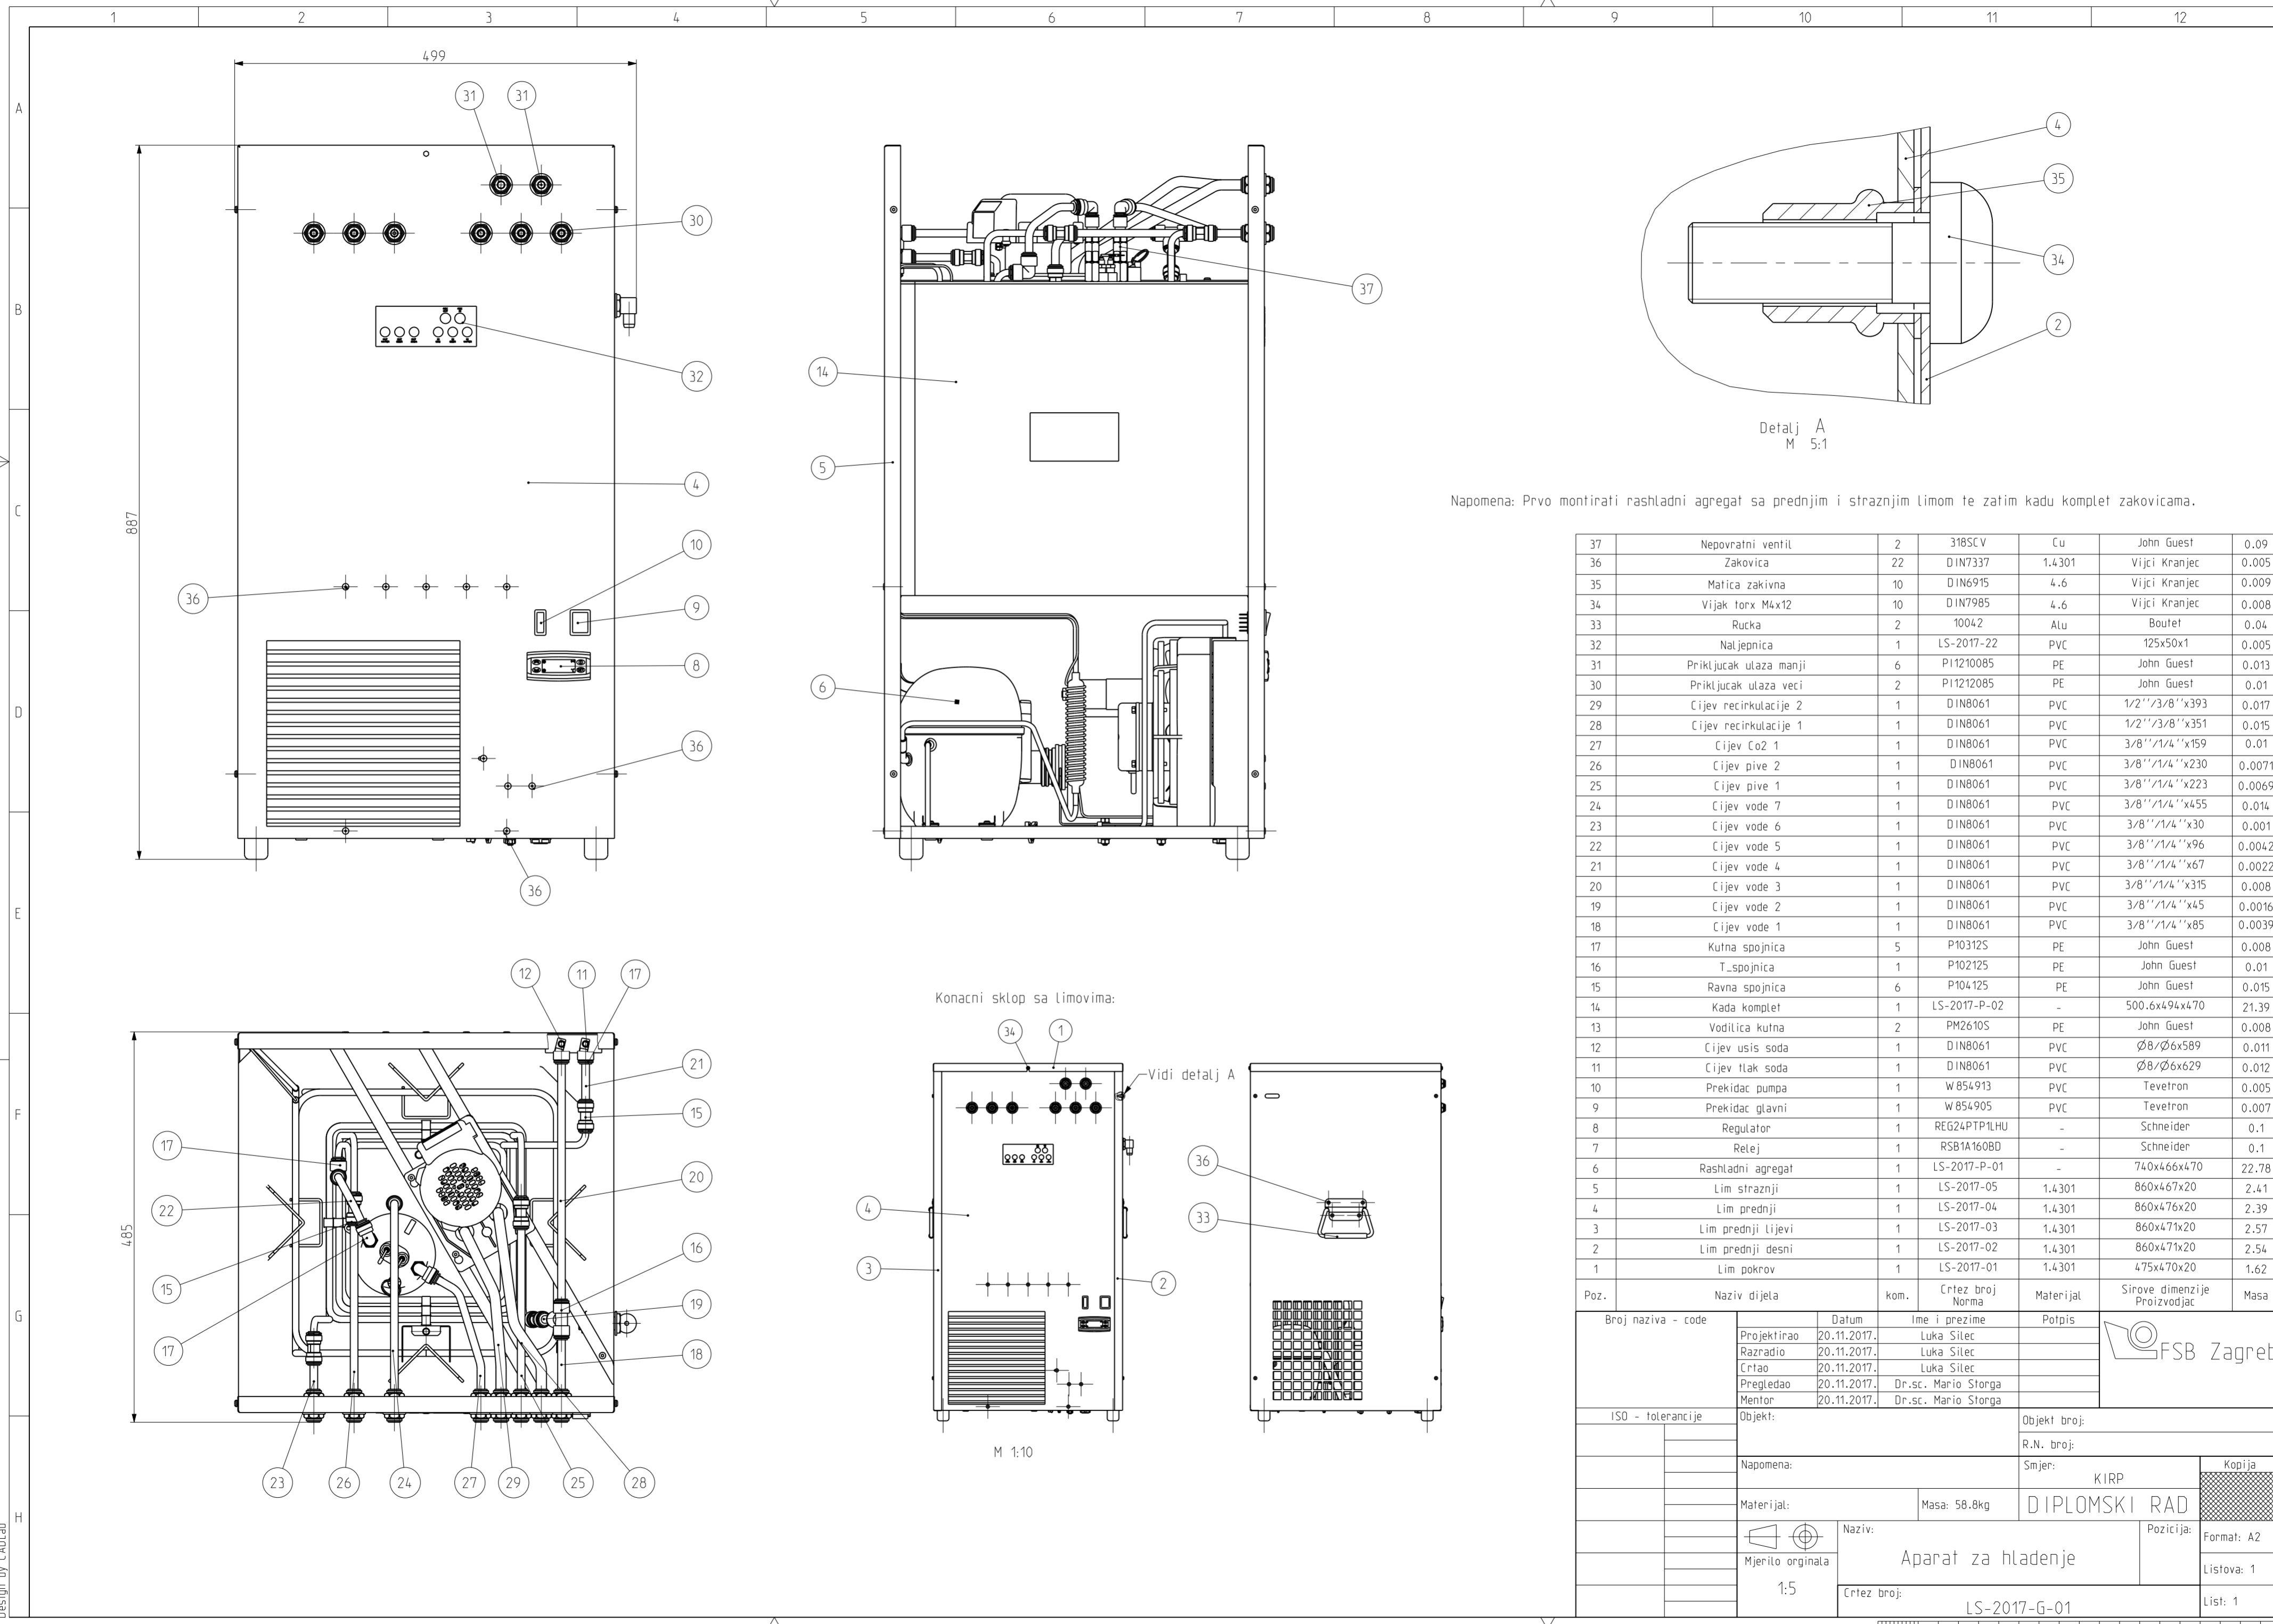 1 2 3 4 5 6 7 8 9 10 11 12
A
B
C
D
E
F
G
H
499
887
31 31
30
32
4
10
9
8
36
36
36
37
14
5
6
4
35
34
2
Detalj A
M 5:1
Napomena: Prvo montirati rashladni agregat sa prednjim i straznjim limom te zatim kadu komplet zakovicama.
485
12 11 17
21
15
17
22
20
15
16
19
17
18
23 26 24 27 29 25 28
Konacni sklop sa limovima:
34 1
Vidi detalj A
4
3
2
36
33
M 1:10
37 Nepovratni ventil 2 318SCV Cu John Guest 0.09
36 Zakovica 22 DIN7337 1.4301 Vijci Kranjec 0.005
35 Matica zakivna 10 DIN6915 4.6 Vijci Kranjec 0.009
34 Vijak torx M4x12 10 DIN7985 4.6 Vijci Kranjec 0.008
33 Rucka 2 10042 Alu Boutet 0.04
32 Naljepnica 1 LS-2017-22 PVC 125x50x1 0.005
31 Prikljucak ulaza manji 6 PI1210085 PE John Guest 0.013
30 Prikljucak ulaza veci 2 PI1212085 PE John Guest 0.01
29 Cijev recirkulacije 2 1 DIN8061 PVC 1/2''/3/8''x393 0.017
28 Cijev recirkulacije 1 1 DIN8061 PVC 1/2''/3/8''x351 0.015
27 Cijev Co2 1 1 DIN8061 PVC 3/8''/1/4''x159 0.01
26 Cijev pive 2 1 DIN8061 PVC 3/8''/1/4''x230 0.0071
25 Cijev pive 1 1 DIN8061 PVC 3/8''/1/4''x223 0.0069
24 Cijev vode 7 1 DIN8061 PVC 3/8''/1/4''x455 0.014
23 Cijev vode 6 1 DIN8061 PVC 3/8''/1/4''x30 0.001
22 Cijev vode 5 1 DIN8061 PVC 3/8''/1/4''x96 0.0042
21 Cijev vode 4 1 DIN8061 PVC 3/8''/1/4''x67 0.0022
20 Cijev vode 3 1 DIN8061 PVC 3/8''/1/4''x315 0.008
19 Cijev vode 2 1 DIN8061 PVC 3/8''/1/4''x45 0.0016
18 Cijev vode 1 1 DIN8061 PVC 3/8''/1/4''x85 0.0039
17 Kutna spojnica 5 P10312S PE John Guest 0.008
16 T_spojnica 1 P102125 PE John Guest 0.01
15 Ravna spojnica 6 P104125 PE John Guest 0.015
14 Kada komplet 1 LS-2017-P-02 - 500.6x494x470 21.39
13 Vodilica kutna 2 PM2610S PE John Guest 0.008
12 Cijev usis soda 1 DIN8061 PVC Ø8/Ø6x589 0.011
11 Cijev tlak soda 1 DIN8061 PVC Ø8/Ø6x629 0.012
10 Prekidac pumpa 1 W854913 PVC Tevetron 0.005
9 Prekidac glavni 1 W854905 PVC Tevetron 0.007
8 Regulator 1 REG24PTP1LHU - Schneider 0.1
7 Relej 1 RSB1A160BD - Schneider 0.1
6 Rashladni agregat 1 LS-2017-P-01 - 740x466x470 22.78
5 Lim straznji 1 LS-2017-05 1.4301 860x467x20 2.41
4 Lim prednji 1 LS-2017-04 1.4301 860x476x20 2.39
3 Lim prednji lijevi 1 LS-2017-03 1.4301 860x471x20 2.57
2 Lim prednji desni 1 LS-2017-02 1.4301 860x471x20 2.54
1 Lim pokrov 1 LS-2017-01 1.4301 475x470x20 1.62
Poz. Naziv dijela kom. Crtez broj Norma Materijal Sirove dimenzije Proizvodjac Masa
Broj naziva - code Datum Ime i prezime Potpis
Projektirao 20.11.2017. Luka Silec
Razradio 20.11.2017. Luka Silec
Crtao 20.11.2017. Luka Silec
Pregledao 20.11.2017. Dr.sc. Mario Storga
Mentor 20.11.2017. Dr.sc. Mario Storga
FSB Zagreb
ISO - tolerancije Objekt: Objekt broj:
R.N. broj:
Napomena: Smjer: KIRP Kopija
Materijal: Masa: 58.8kg DIPLOMSKI RAD
Naziv: Pozicija: Format: A2
Mjerilo orginala Aparat za hladenje Listova: 1
1:5
Crtez broj: LS-2017-G-01 List: 1
Design by CADLab